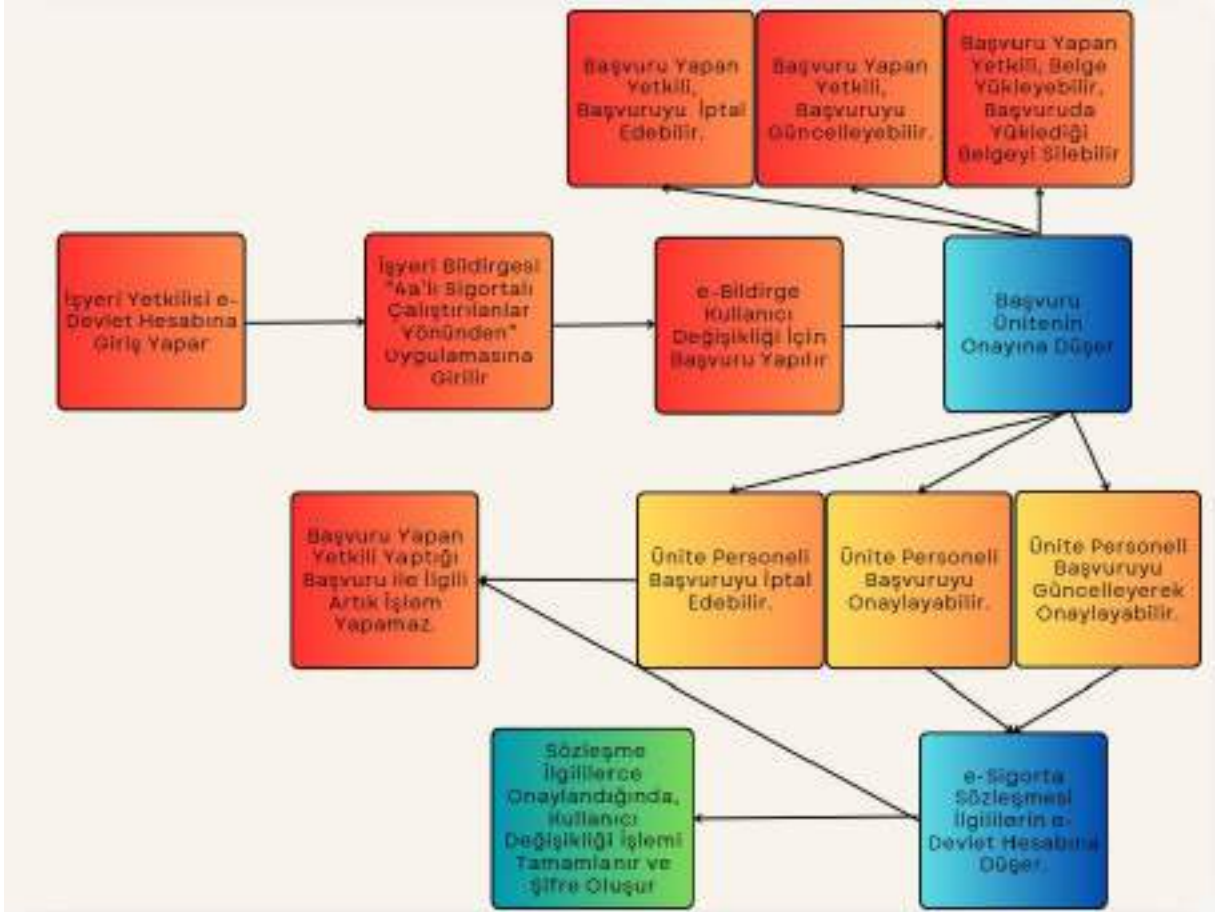 Başvuru Yapan
Yetkili,
Başvuruyu İptal
Edebilir.
Başvuru Yapan
Yetkili,
Başvuruyu
Güncelleyebilir.
Başvuru Yapan
Yetkili, Belge
Yükleyebilir,
Başvuruda
Yüklediği
Belgeyi Silebilir
İşyeri Yetkilisi e-
Devlet Hesabına
Giriş Yapar
İşyeri Bildirgesi
"4a'lı Sigortalı
Çalıştırılanlar
Yönünden"
Uygulamasına
Girilir
e-Bildirge
Kullanıcı
Değişikliği İçin
Başvuru Yapılır
Başvuru
Ünitenin
Onayına Düşer
Başvuru Yapan
Yetkili Yaptığı
Başvuru ile İlgili
Artık İşlem
Yapamaz.
Ünite Personeli
Başvuruyu İptal
Edebilir.
Ünite Personeli
Başvuruyu
Onaylayabilir.
Ünite Personeli
Başvuruyu
Güncelleyerek
Onaylayabilir.
Sözleşme
İlgililerce
Onaylandığında,
Kullanıcı
Değişikliği İşlemi
Tamamlanır ve
Şifre Oluşur
e-Sigorta
Sözleşmesi
İlgililerin e-
Devlet Hesabına
Düşer.